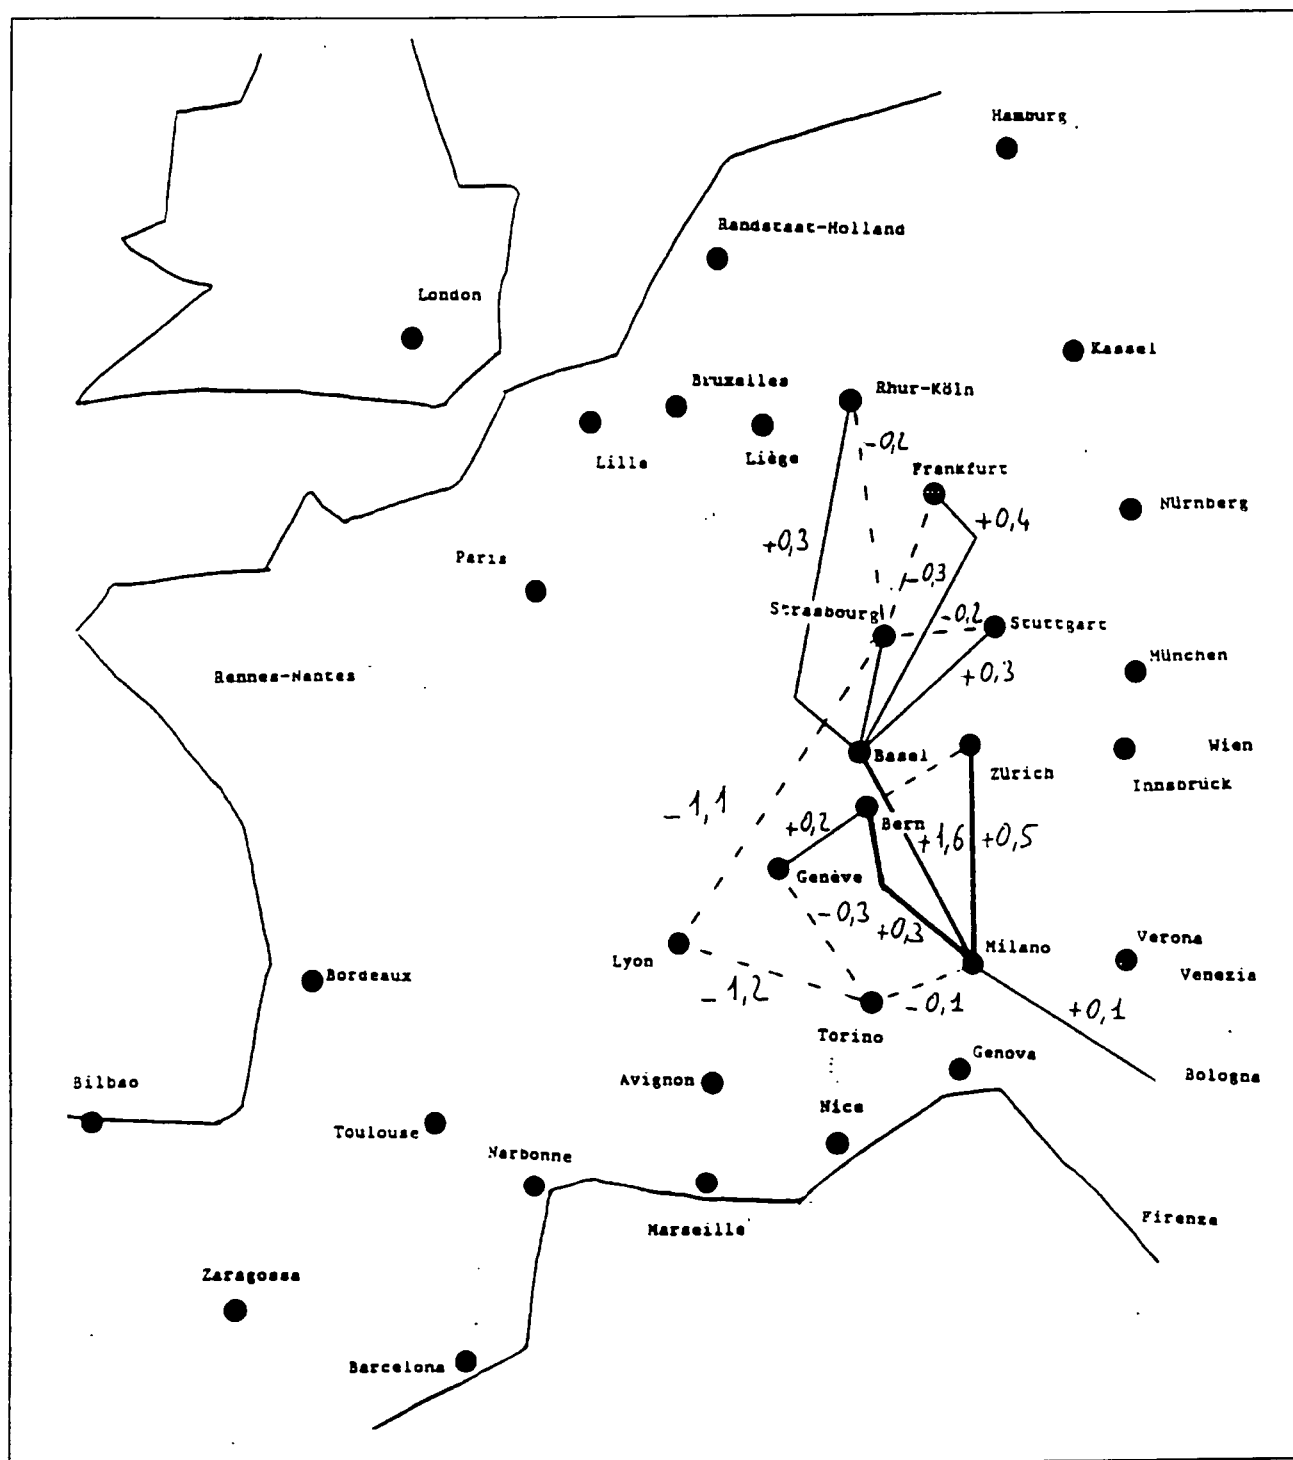 Hamburg
Randstaat-Holland
London
Kassel
Bruxelles
Rhur-Köln
Lille
Liège
-0,2
Frankfurt
+0,4
Nürnberg
+0,3
Paris
-0,3
Strasbourg
-0,2
Stuttgart
München
+0,3
Rennes-Nantes
Basel
Zürich
Wien
Innsbruck
-1,1
+0,2
Bern
+1,6
+0,5
Genève
-0,3
+0,3
Lyon
Milano
Verona
Venezia
Bordeaux
-1,2
-0,1
+0,1
Torino
Genova
Bologna
Bilbao
Avignon
Nice
Toulouse
Narbonne
Marseille
Firenze
Zaragossa
Barcelona